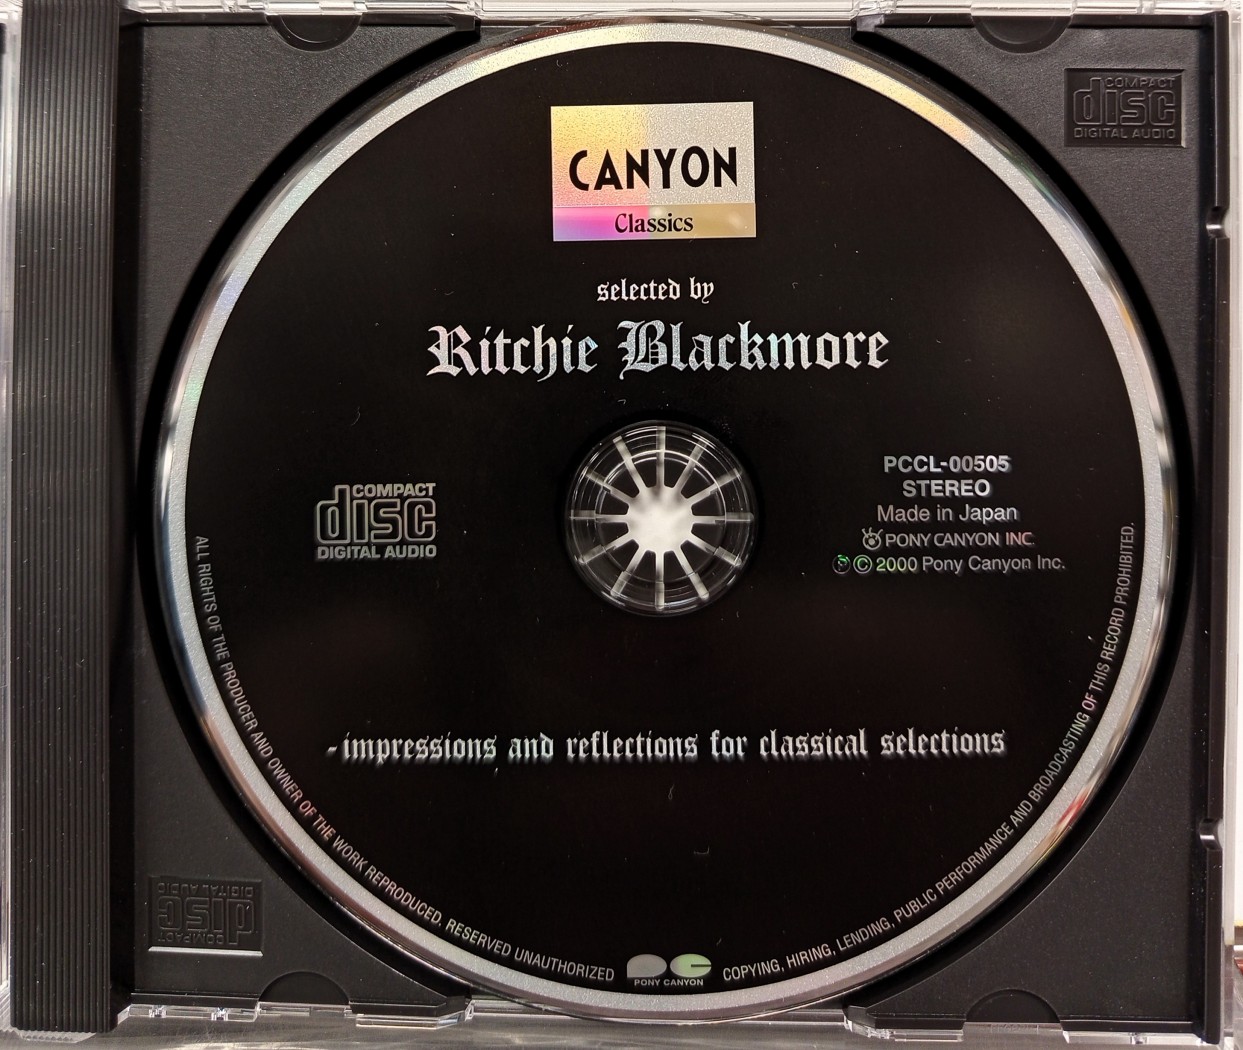 COMPACT
disc
DIGITAL AUDIO
CANYON
Classics
selected by
Ritchie Blackmore
COMPACT
disc
DIGITAL AUDIO
PCCL-00505
STEREO
Made in Japan
PONY CANYON INC.
Ⓟ © 2000 Pony Canyon Inc.
-impressions and reflections for classical selections
ALL RIGHTS OF THE PRODUCER AND OWNER OF THE WORK REPRODUCED. RESERVED UNAUTHORIZED
PC
PONY CANYON
COPYING, HIRING, LENDING, PUBLIC PERFORMANCE AND BROADCASTING OF THIS RECORD PROHIBITED.
COMPACT
disc
DIGITAL AUDIO